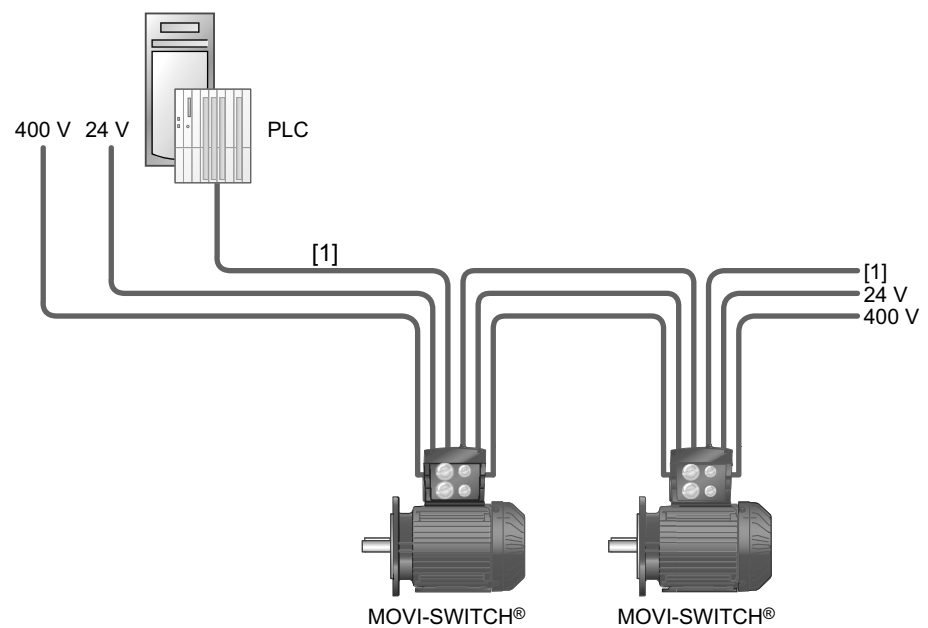 400 V 24 V PLC
[1]
[1]
24 V
400 V
MOVI-SWITCH® MOVI-SWITCH®